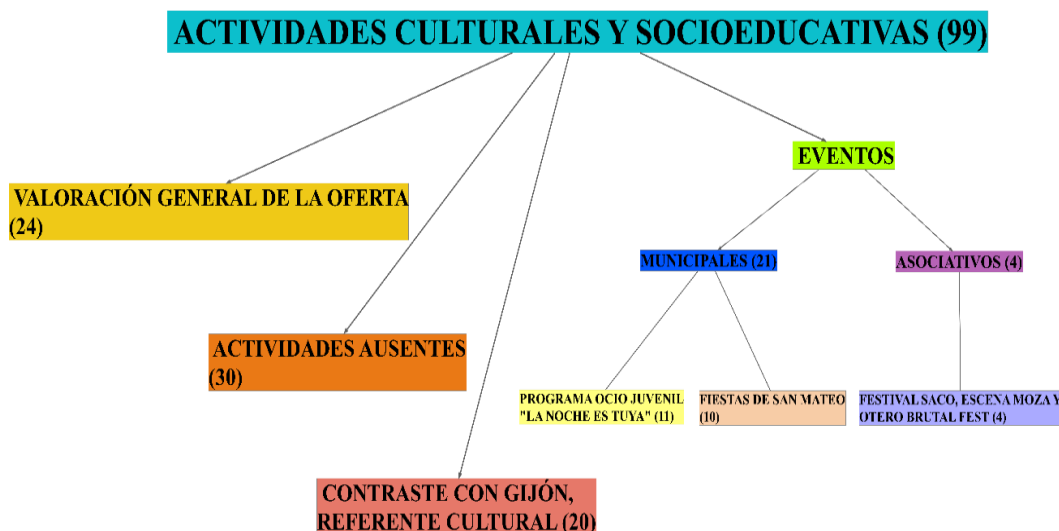 ACTIVIDADES CULTURALES Y SOCIOEDUCATIVAS (99)
EVENTOS
VALORACIÓN GENERAL DE LA OFERTA
(24)
MUNICIPALES (21)
ASOCIATIVOS (4)
ACTIVIDADES AUSENTES
(30)
PROGRAMA OCIO JUVENIL
"LA NOCHE ES TUYA" (11)
FIESTAS DE SAN MATEO
(10)
FESTIVAL SACO, ESCENA MOZA Y
OTERO BRUTAL FEST (4)
CONTRASTE CON GIJÓN,
REFERENTE CULTURAL (20)